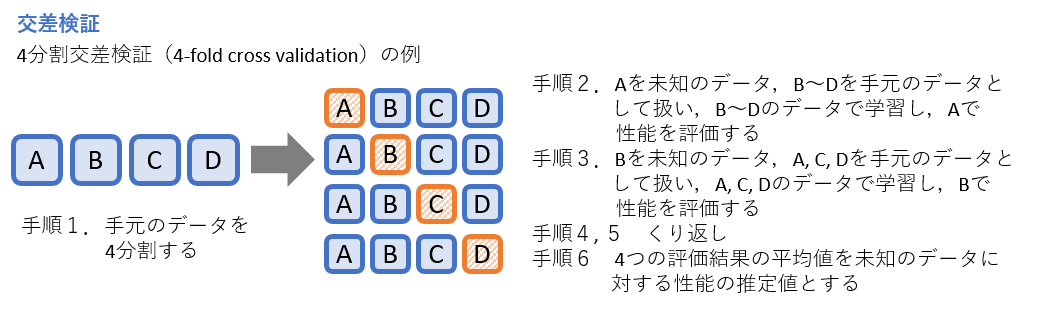 交差検証
4分割交差検証（4-fold cross validation）の例
A B C D
手順１．手元のデータを
4分割する
A B C D
A B C D
A B C D
A B C D
手順２．Aを未知のデータ，B～Dを手元のデータと
して扱い，B～Dのデータで学習し，Aで
性能を評価する
手順３．Bを未知のデータ，A, C, Dを手元のデータと
して扱い，A, C, Dのデータで学習し，Bで
性能を評価する
手順４, ５　くり返し
手順６　4つの評価結果の平均値を未知のデータに
対する性能の推定値とする